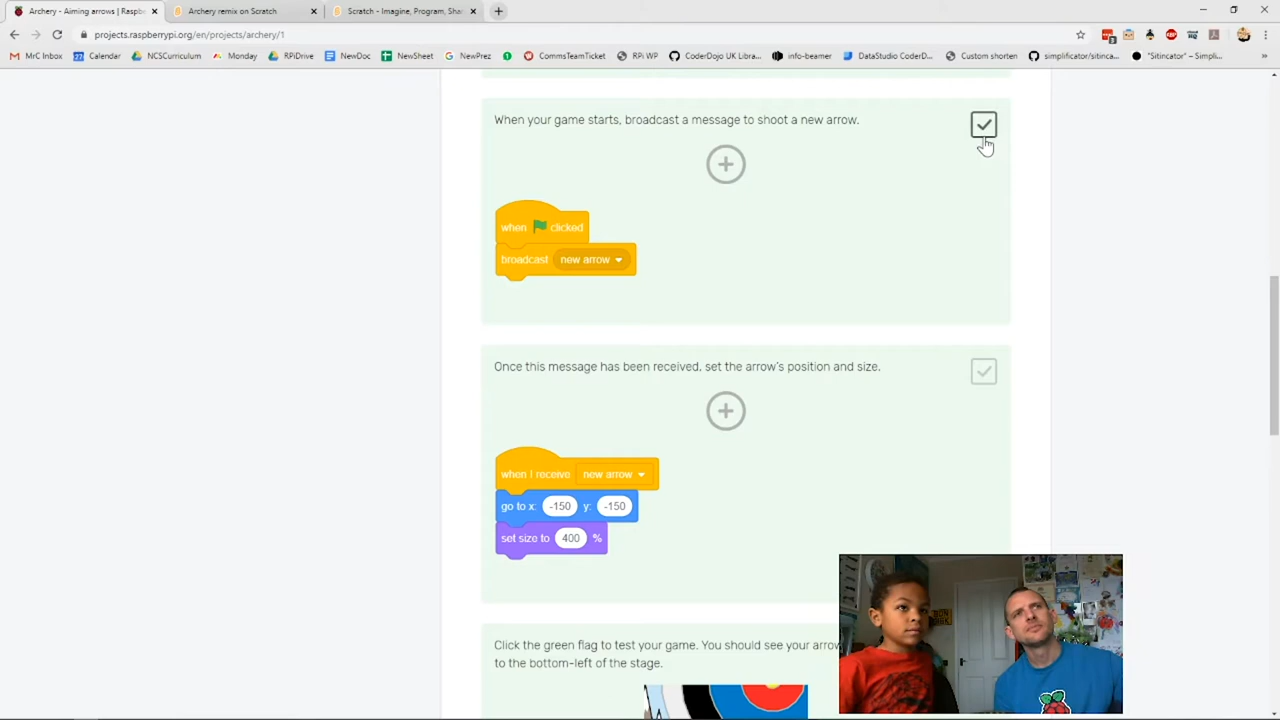 Archery - Aiming arrows | Raspb
Archery remix on Scratch
Scratch - Imagine, Program, Sha
projects.raspberrypi.org/en/projects/archery/1
MrC Inbox
Calendar
NCSCurriculum
Monday
RPiDrive
NewDoc
NewSheet
NewPrez
CommsTeamTicket
RPi WP
CoderDojo UK Libra...
info-beamer
DataStudio CoderD...
Custom shorten
simplificator/sitinca...
"Sitincator" – Simpli...
When your game starts, broadcast a message to shoot a new arrow.
when clicked
broadcast new arrow
Once this message has been received, set the arrow's position and size.
when I receive new arrow
go to x: -150 y: -150
set size to 400 %
Click the green flag to test your game. You should see your arrow
to the bottom-left of the stage.